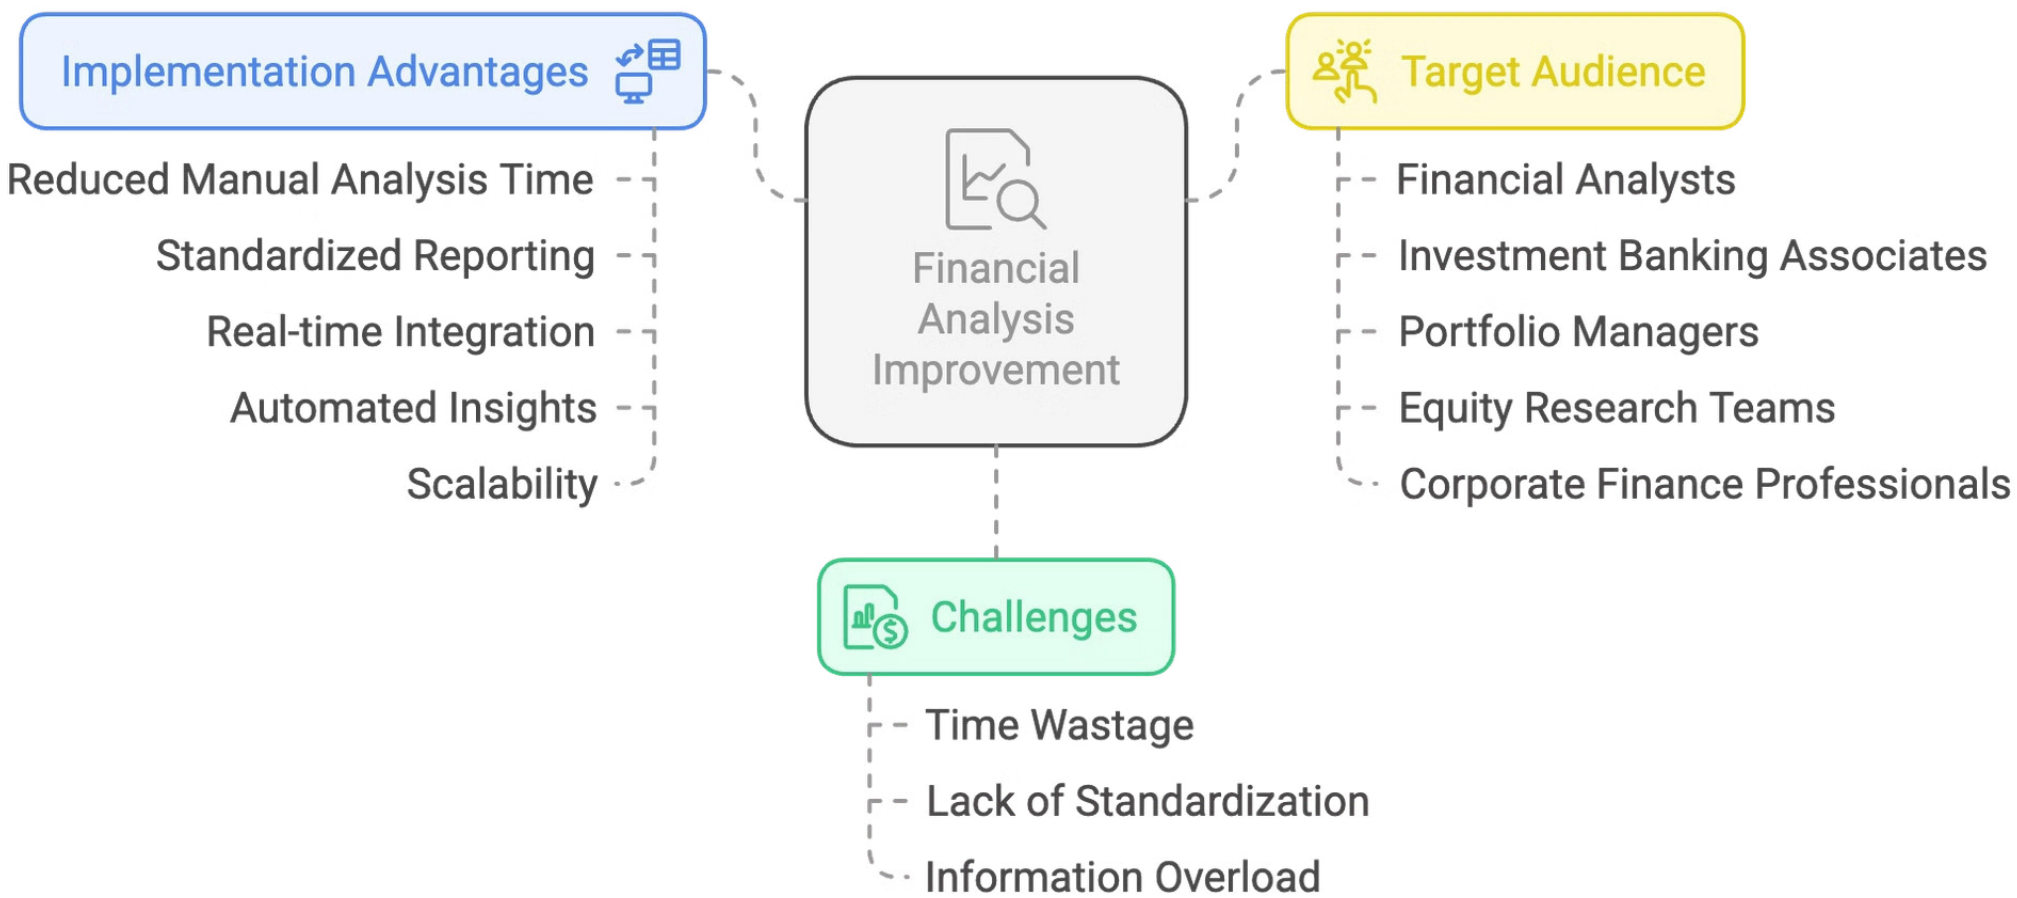 Implementation Advantages
Reduced Manual Analysis Time
Standardized Reporting
Real-time Integration
Automated Insights
Scalability
Financial
Analysis
Improvement
Target Audience
Financial Analysts
Investment Banking Associates
Portfolio Managers
Equity Research Teams
Corporate Finance Professionals
$ Challenges
Time Wastage
Lack of Standardization
Information Overload